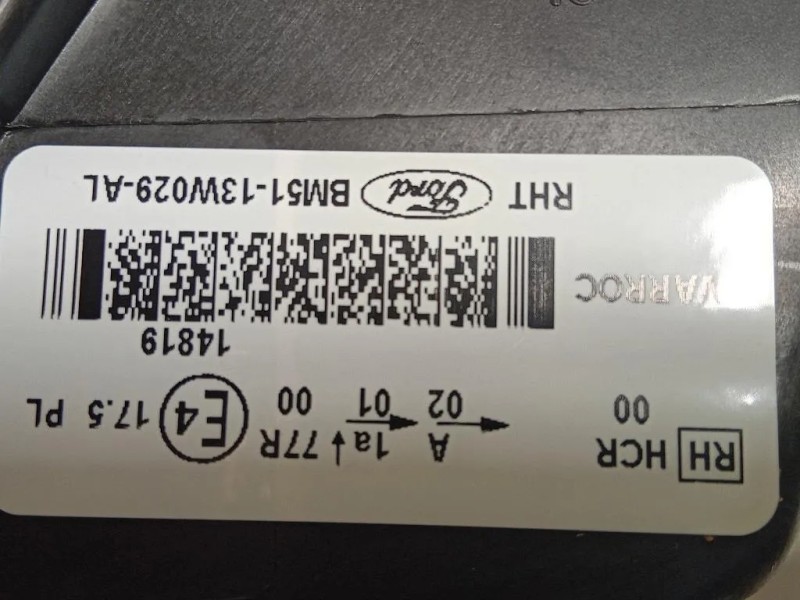 RH HCR A 1a 77R E4 17.5 PL
00 02 01 00
14819
VARROC
RHT Ford BM51-13W029-AL